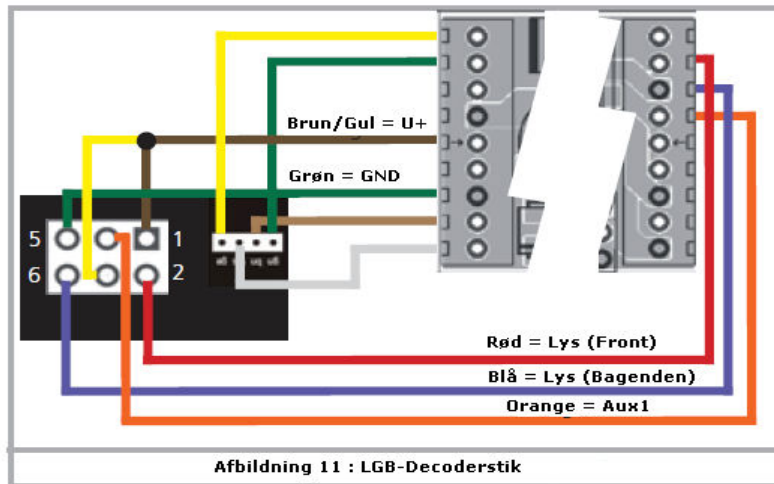 Brun/Gul = U+
Grøn = GND
5
1
6
2
Rød = Lys (Front)
Blå = Lys (Bagenden)
Orange = Aux1
Afbildning 11 : LGB-Decoderstik